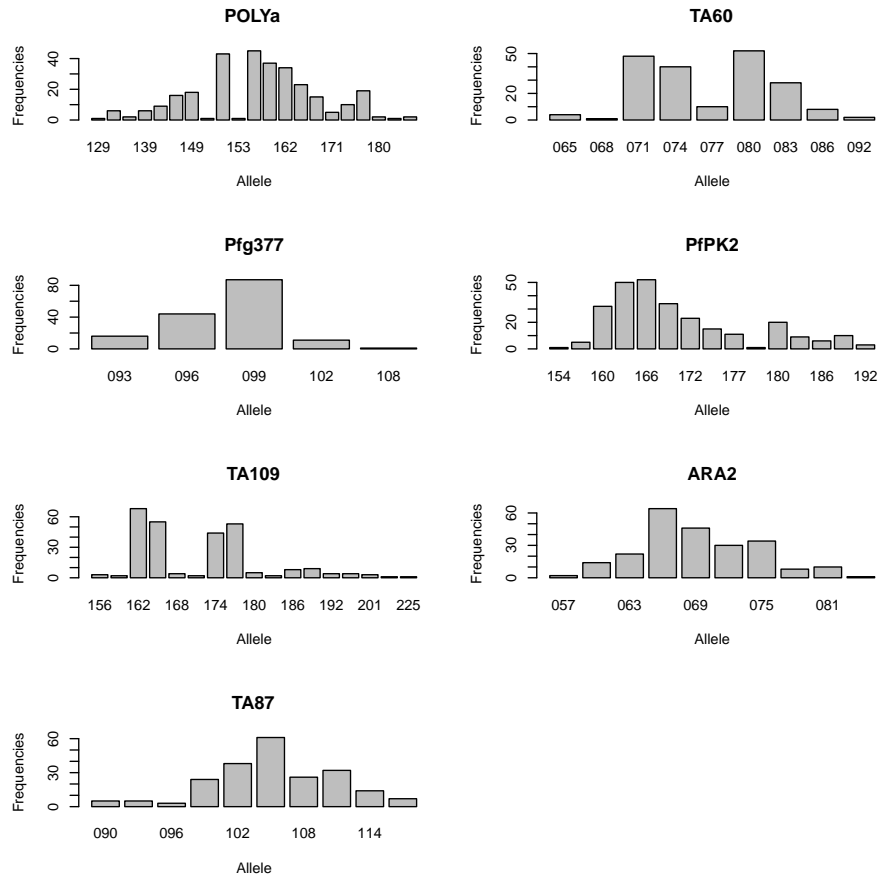 POLYa
Frequencies
0 20 40
129 139 149 153 162 171 180
Allele
TA60
Frequencies
0 20 50
065 068 071 074 077 080 083 086 092
Allele
Pfg377
Frequencies
0 40 80
093 096 099 102 108
Allele
PfPK2
Frequencies
0 20 50
154 160 166 172 177 180 186 192
Allele
TA109
Frequencies
0 30 60
156 162 168 174 180 186 192 201 225
Allele
ARA2
Frequencies
0 30 60
057 063 069 075 081
Allele
TA87
Frequencies
0 30 60
090 096 102 108 114
Allele